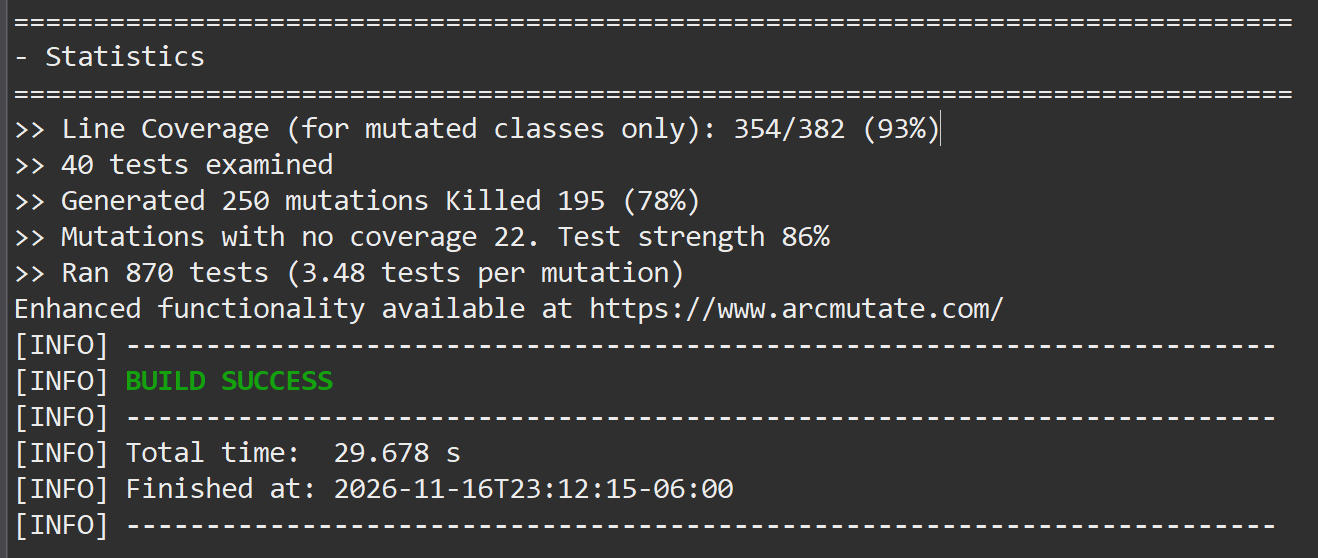 ================================================================================
- Statistics
================================================================================
>> Line Coverage (for mutated classes only): 354/382 (93%)
>> 40 tests examined
>> Generated 250 mutations Killed 195 (78%)
>> Mutations with no coverage 22. Test strength 86%
>> Ran 870 tests (3.48 tests per mutation)
Enhanced functionality available at https://www.arcmutate.com/
[INFO] ------------------------------------------------------------------------
[INFO] BUILD SUCCESS
[INFO] ------------------------------------------------------------------------
[INFO] Total time:  29.678 s
[INFO] Finished at: 2026-11-16T23:12:15-06:00
[INFO] ------------------------------------------------------------------------